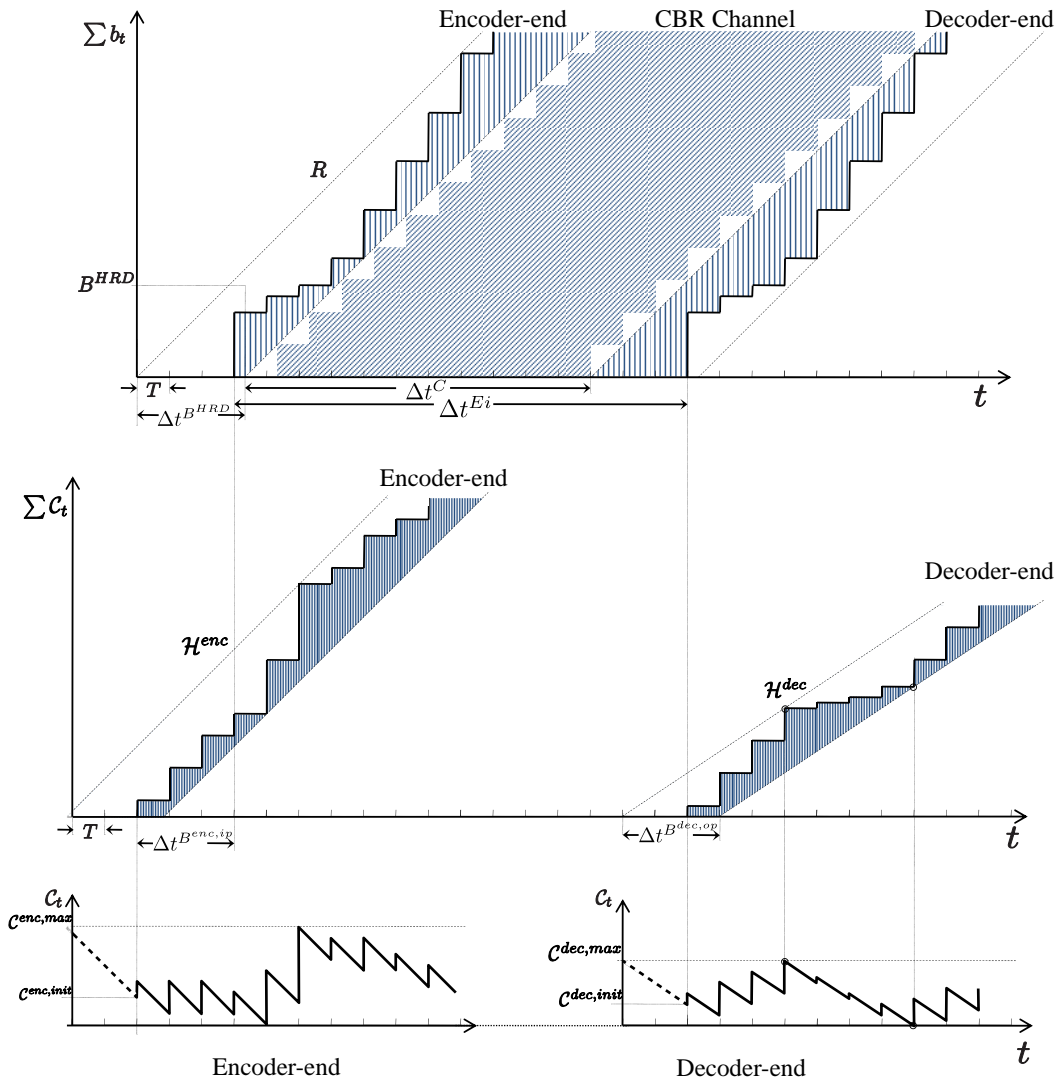 Encoder-end CBR Channel Decoder-end
∑ b_t
R
B^{HRD}
T
Δt^C
t
Δt^{B^{HRD}}
Δt^{Ei}
Encoder-end
∑ 𝒞_t
Decoder-end
ℋ^{enc}
ℋ^{dec}
T
Δt^{B^{enc,ip}}
Δt^{B^{dec,op}}
t
𝒞_t
𝒞_t
𝒞^{enc,max}
𝒞^{dec,max}
𝒞^{enc,init}
𝒞^{dec,init}
t
Encoder-end
Decoder-end